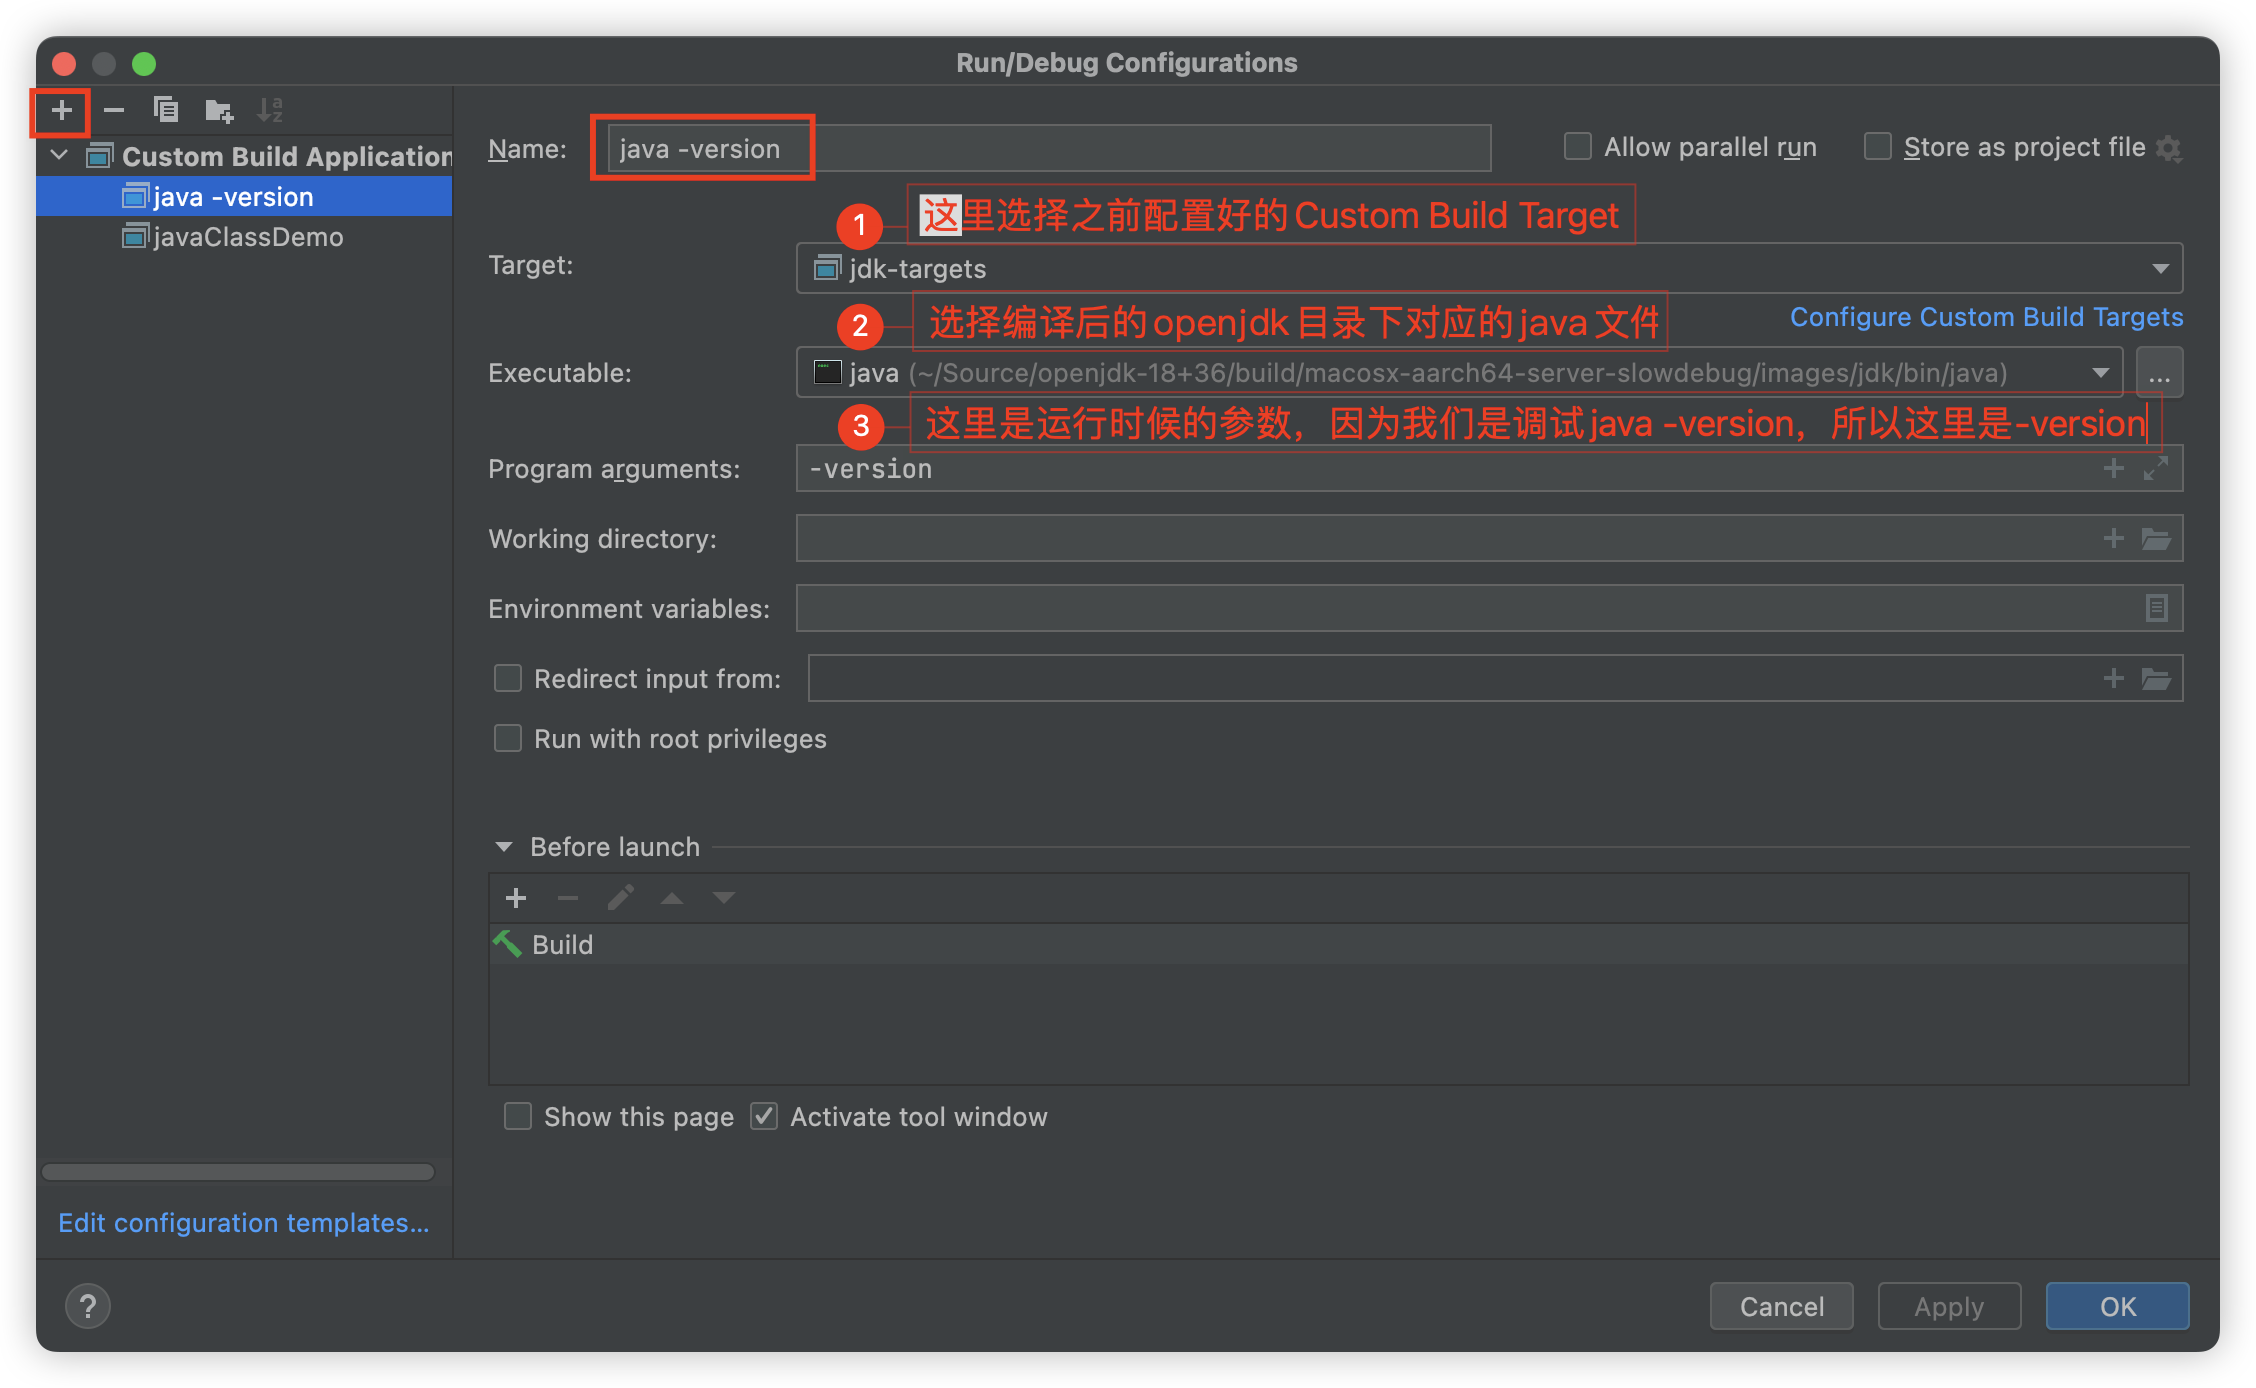 Run/Debug Configurations
Custom Build Application
java -version
javaClassDemo
Name:
java -version
Allow parallel run
Store as project file
1
这里选择之前配置好的Custom Build Target
Target:
jdk-targets
2
选择编译后的openjdk目录下对应的java文件
Configure Custom Build Targets
Executable:
java (~/Source/openjdk-18+36/build/macosx-aarch64-server-slowdebug/images/jdk/bin/java)
...
3
这里是运行时候的参数，因为我们是调试java -version，所以这里是-version
Program arguments:
-version
Working directory:
Environment variables:
Redirect input from:
Run with root privileges
Before launch
Build
Show this page
Activate tool window
Edit configuration templates...
?
Cancel
Apply
OK